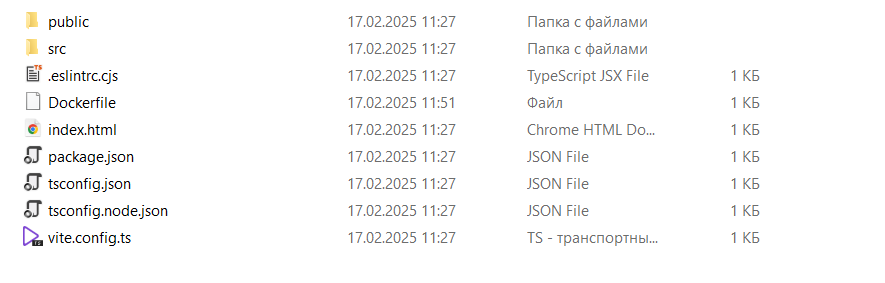 public 17.02.2025 11:27 Папка с файлами
src 17.02.2025 11:27 Папка с файлами
.eslintrc.cjs 17.02.2025 11:27 TypeScript JSX File 1 КБ
Dockerfile 17.02.2025 11:51 Файл 1 КБ
index.html 17.02.2025 11:27 Chrome HTML Do... 1 КБ
package.json 17.02.2025 11:27 JSON File 1 КБ
tsconfig.json 17.02.2025 11:27 JSON File 1 КБ
tsconfig.node.json 17.02.2025 11:27 JSON File 1 КБ
vite.config.ts 17.02.2025 11:27 TS - транспортны... 1 КБ